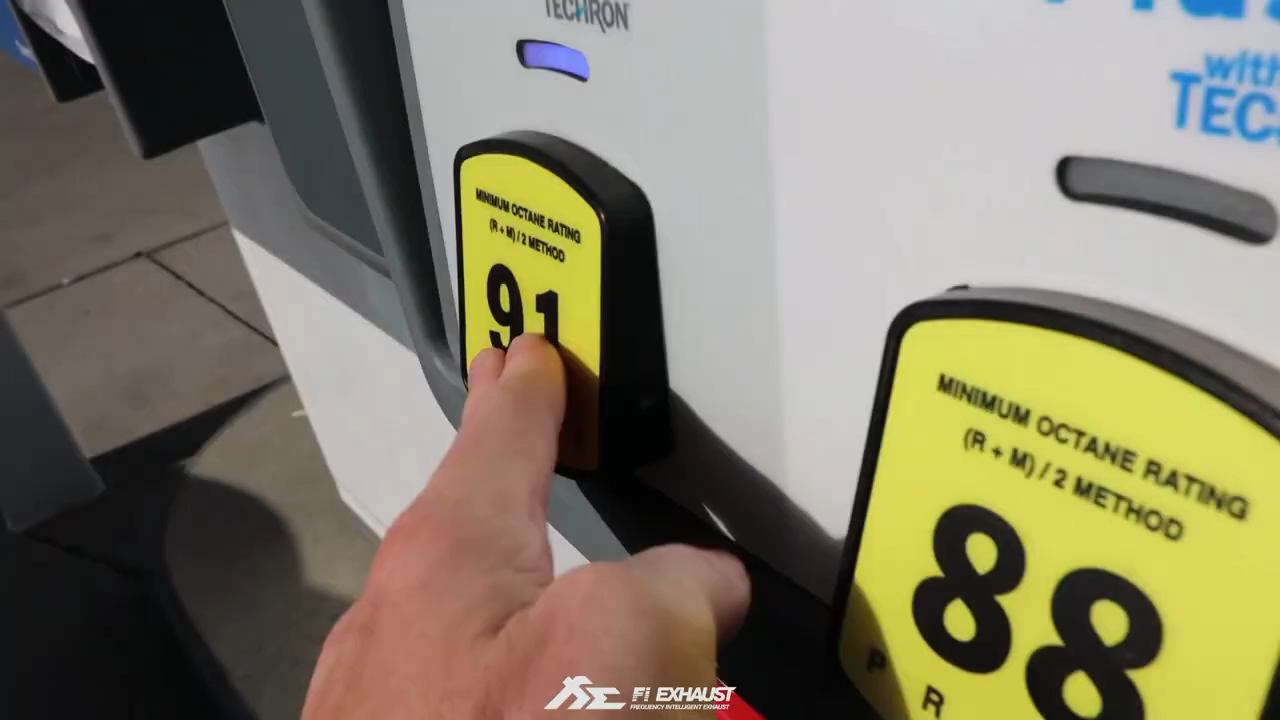 TECHRON
with
MINIMUM OCTANE RATING
(R + M) / 2 METHOD
91
MINIMUM OCTANE RATING
(R + M) / 2 METHOD
88
P R
Fi EXHAUST
FREQUENCY INTELLIGENT EXHAUST